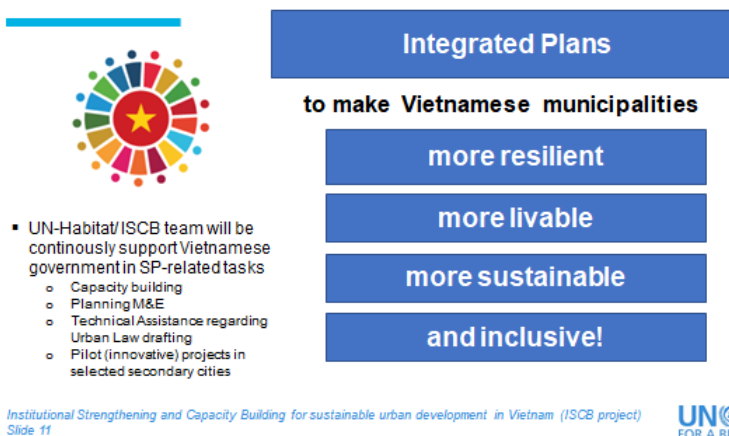 Integrated Plans
to make Vietnamese municipalities
more resilient
more livable
more sustainable
and inclusive!
▪ UN-Habitat/ISCB team will be
continously support Vietnamese
government in SP-related tasks
o Capacity building
o Planning M&E
o Technical Assistance regarding
Urban Law drafting
o Pilot (innovative) projects in
selected secondary cities
Institutional Strengthening and Capacity Building for sustainable urban development in Vietnam (ISCB project)
Slide 11
UN
FOR A